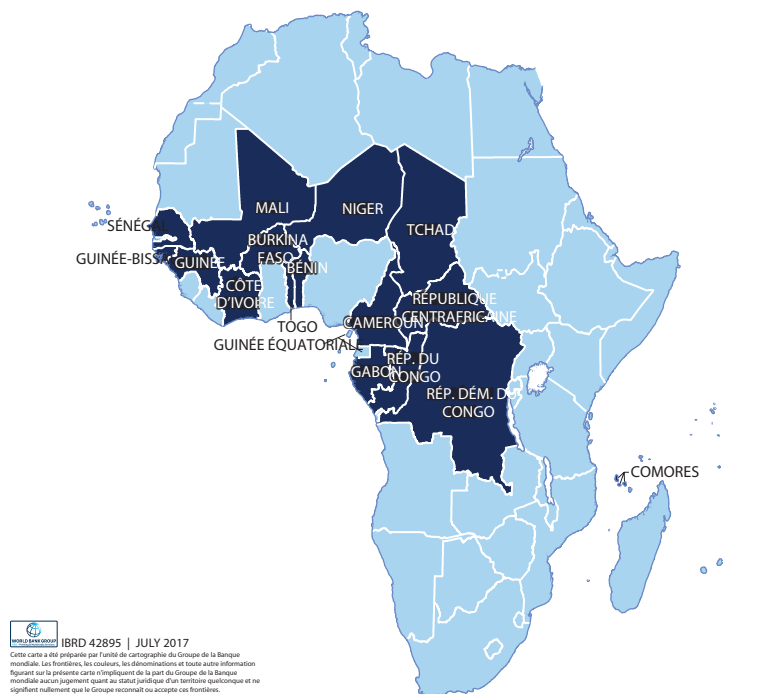 MALI
NIGER
TCHAD
SÉNÉGAL
BURKINA
FASO
GUINÉE-BISSA
GUINÉE
BÉNIN
CÔTE
D'IVOIRE
RÉPUBLIQUE
CENTRAFRICAINE
TOGO
CAMEROUN
GUINÉE ÉQUATORIALE
RÉP. DU
CONGO
GABON
RÉP. DÉM. DU
CONGO
COMORES
WORLD BANK GROUP
IBRD 42895 | JULY 2017
Cette carte a été préparée par l'unité de cartographie du Groupe de la Banque
mondiale. Les frontières, les couleurs, les dénominations et toute autre information
figurant sur la présente carte n'impliquent de la part du Groupe de la Banque
mondiale aucun jugement quant au statut juridique d'un territoire quelconque et ne
signifient nullement que le Groupe reconnaît ou accepte ces frontières.